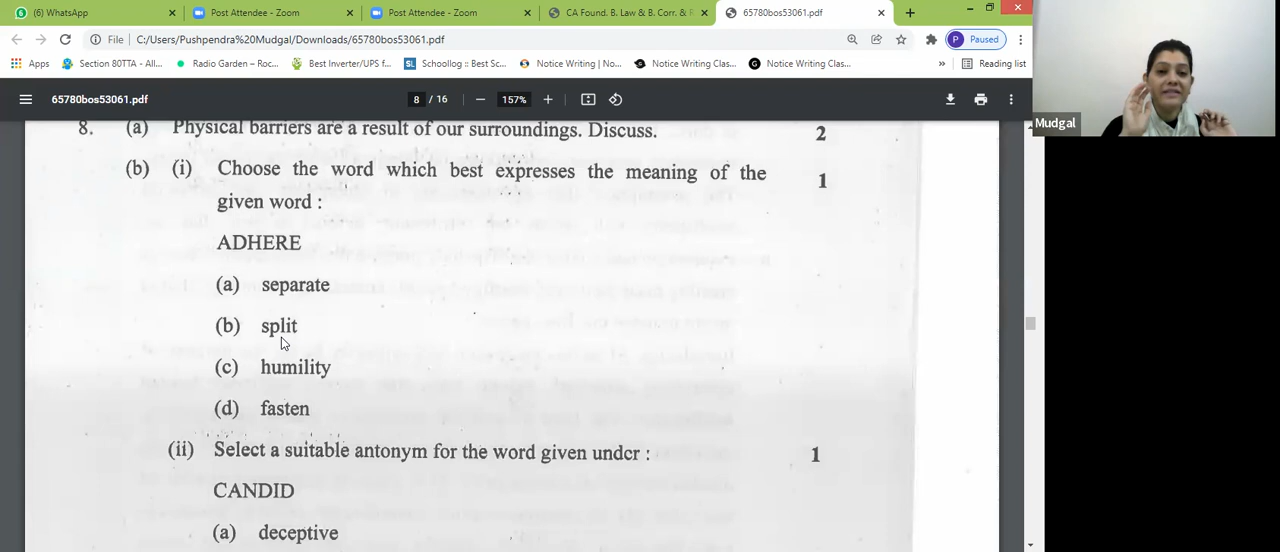 (6) WhatsApp
Post Attendee - Zoom
Post Attendee - Zoom
CA Found. B. Law & B. Corr. & R
65780bos53061.pdf
File
C:/Users/Pushpendra%20Mudgal/Downloads/65780bos53061.pdf
P
Paused
Apps
Section 80TTA - All...
Radio Garden – Roc...
Best Inverter/UPS f...
Schoollog :: Best Sc...
Notice Writing | No...
Notice Writing Clas...
Notice Writing Clas...
»
Reading list
65780bos53061.pdf
8 / 16
157%
Mudgal
8. (a) Physical barriers are a result of our surroundings. Discuss. 2
(b) (i) Choose the word which best expresses the meaning of the 1
given word :
ADHERE
(a) separate
(b) split
(c) humility
(d) fasten
(ii) Select a suitable antonym for the word given under : 1
CANDID
(a) deceptive